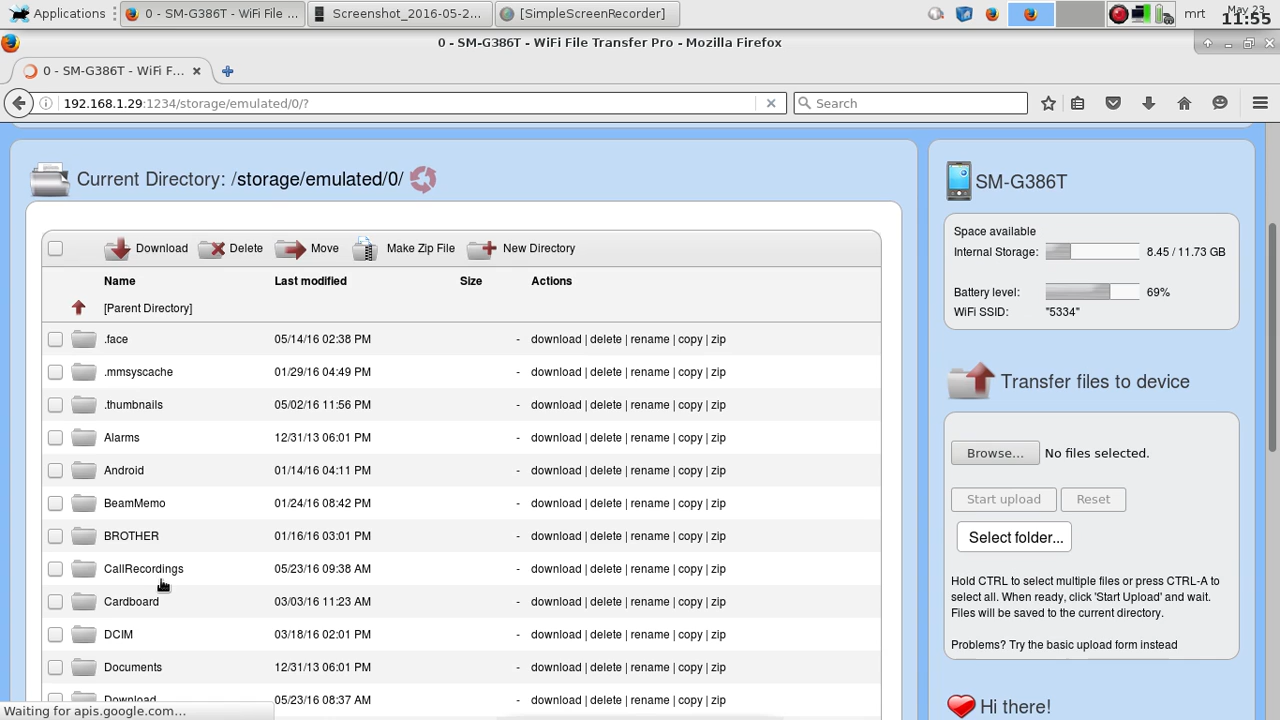 Applications 0 - SM-G386T - WiFi File ... Screenshot_2016-05-2... [SimpleScreenRecorder] mrt May 23 11:55
0 - SM-G386T - WiFi File Transfer Pro - Mozilla Firefox
0 - SM-G386T - WiFi F...
192.168.1.29:1234/storage/emulated/0/? Search
Current Directory: /storage/emulated/0/
Download Delete Move Make Zip File New Directory
Name Last modified Size Actions
[Parent Directory]
.face 05/14/16 02:38 PM - download | delete | rename | copy | zip
.mmsyscache 01/29/16 04:49 PM - download | delete | rename | copy | zip
.thumbnails 05/02/16 11:56 PM - download | delete | rename | copy | zip
Alarms 12/31/13 06:01 PM - download | delete | rename | copy | zip
Android 01/14/16 04:11 PM - download | delete | rename | copy | zip
BeamMemo 01/24/16 08:42 PM - download | delete | rename | copy | zip
BROTHER 01/16/16 03:01 PM - download | delete | rename | copy | zip
CallRecordings 05/23/16 09:38 AM - download | delete | rename | copy | zip
Cardboard 03/03/16 11:23 AM - download | delete | rename | copy | zip
DCIM 03/18/16 02:01 PM - download | delete | rename | copy | zip
Documents 12/31/13 06:01 PM - download | delete | rename | copy | zip
Download 05/23/16 08:37 AM - download | delete | rename | copy | zip
Waiting for apis.google.com...
SM-G386T
Space available
Internal Storage: 8.45 / 11.73 GB
Battery level: 69%
WiFi SSID: "5334"
Transfer files to device
Browse... No files selected.
Start upload Reset
Select folder...
Hold CTRL to select multiple files or press CTRL-A to
select all. When ready, click 'Start Upload' and wait.
Files will be saved to the current directory.
Problems? Try the basic upload form instead
Hi there!